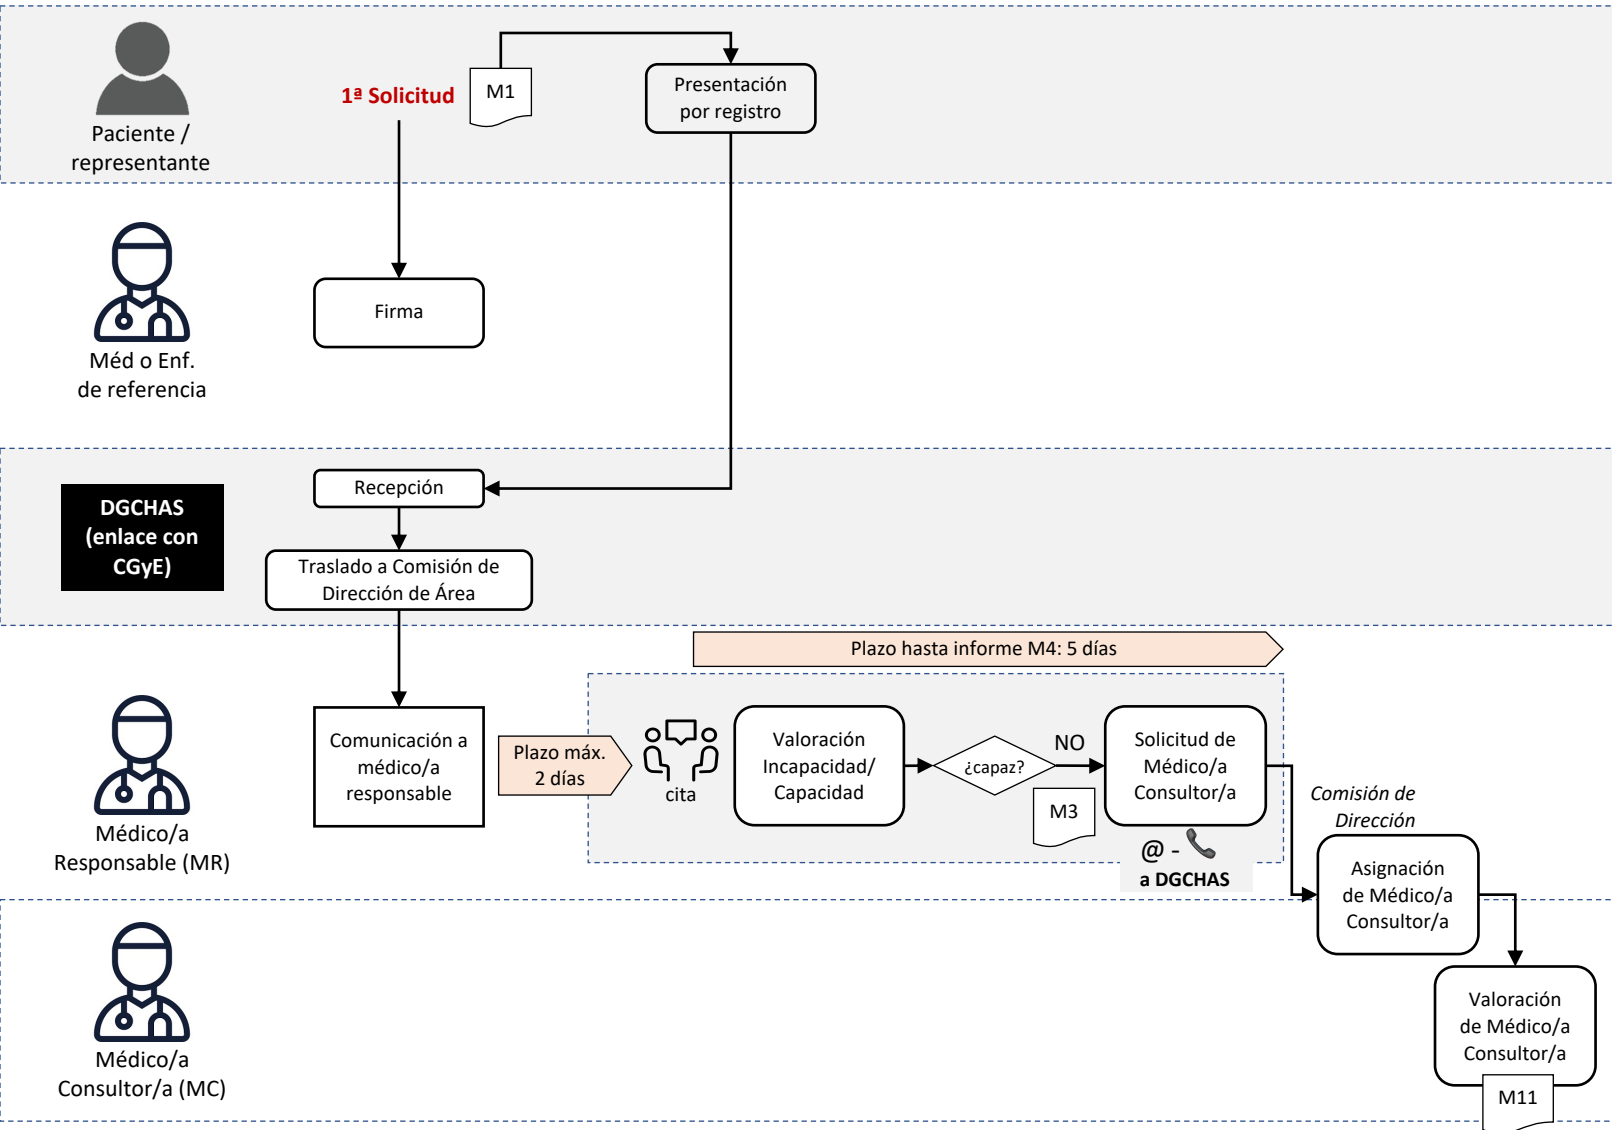 1ª Solicitud
M1
Presentación
por registro
Paciente /
representante
Firma
Méd o Enf.
de referencia
Recepción
DGCHAS
(enlace con
CGyE)
Traslado a Comisión de
Dirección de Área
Plazo hasta informe M4: 5 días
Comunicación a
médico/a
responsable
Plazo máx.
2 días
cita
Valoración
Incapacidad/
Capacidad
¿capaz?
NO
M3
Solicitud de
Médico/a
Consultor/a
@ -
a DGCHAS
Médico/a
Responsable (MR)
Comisión de
Dirección
Asignación
de Médico/a
Consultor/a
Valoración
de Médico/a
Consultor/a
M11
Médico/a
Consultor/a (MC)